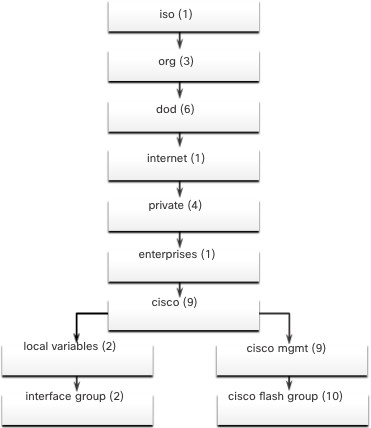 iso (1)
org (3)
dod (6)
internet (1)
private (4)
enterprises (1)
cisco (9)
local variables (2)
cisco mgmt (9)
interface group (2)
cisco flash group (10)